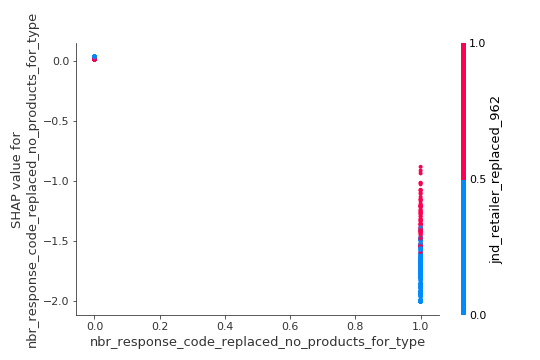 SHAP value for
nbr_response_code_replaced_no_products_for_type
0.0
−0.5
−1.0
−1.5
−2.0
0.0 0.2 0.4 0.6 0.8 1.0
nbr_response_code_replaced_no_products_for_type
1.0
0.5
0.0
jnd_retailer_replaced_962